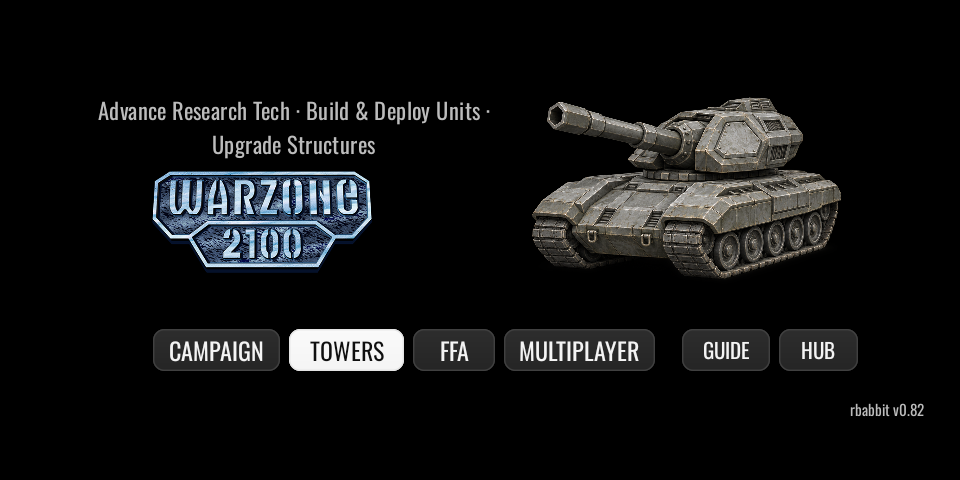 Advance Research Tech · Build & Deploy Units ·
Upgrade Structures
WARZONE
2100
CAMPAIGN
TOWERS
FFA
MULTIPLAYER
GUIDE
HUB
rbabbit v0.82